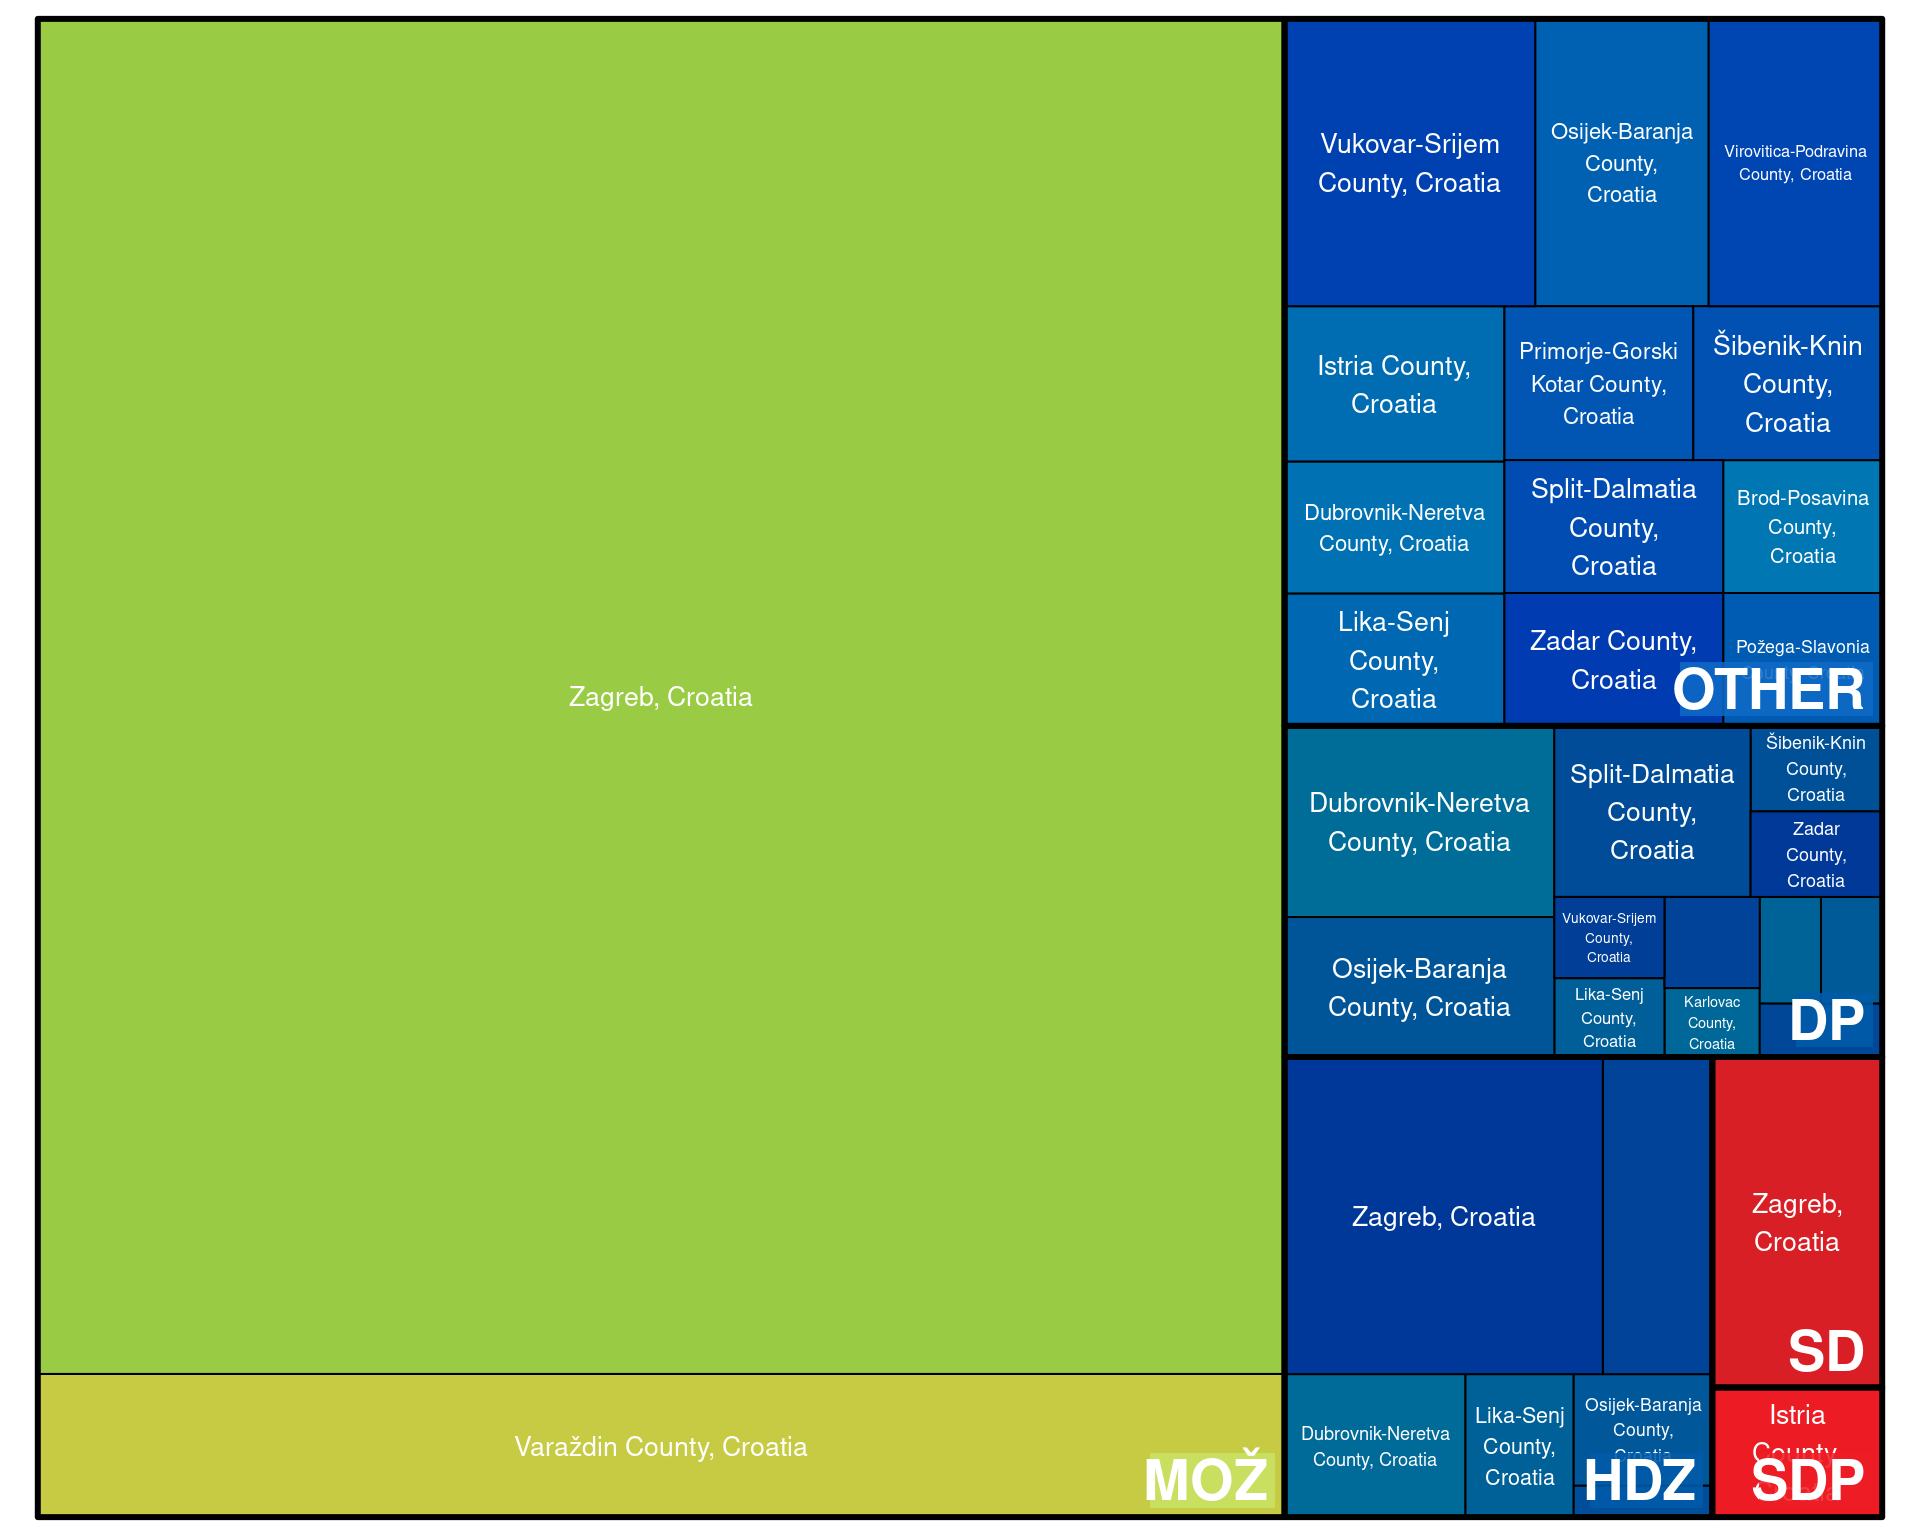 Zagreb, Croatia
Varaždin County, Croatia
MOŽ
Vukovar-Srijem
County, Croatia
Osijek-Baranja
County,
Croatia
Virovitica-Podravina
County, Croatia
Istria County,
Croatia
Primorje-Gorski
Kotar County,
Croatia
Šibenik-Knin
County,
Croatia
Dubrovnik-Neretva
County, Croatia
Split-Dalmatia
County,
Croatia
Brod-Posavina
County,
Croatia
Lika-Senj
County,
Croatia
Zadar County,
Croatia
Požega-Slavonia
OTHER
Dubrovnik-Neretva
County, Croatia
Split-Dalmatia
County,
Croatia
Šibenik-Knin
County,
Croatia
Zadar
County,
Croatia
Osijek-Baranja
County, Croatia
Vukovar-Srijem
County,
Croatia
Lika-Senj
County,
Croatia
Karlovac
County,
Croatia
DP
Zagreb, Croatia
Dubrovnik-Neretva
County, Croatia
Lika-Senj
County,
Croatia
Osijek-Baranja
County,
Croatia
HDZ
Zagreb,
Croatia
SD
Istria
County,
SDP